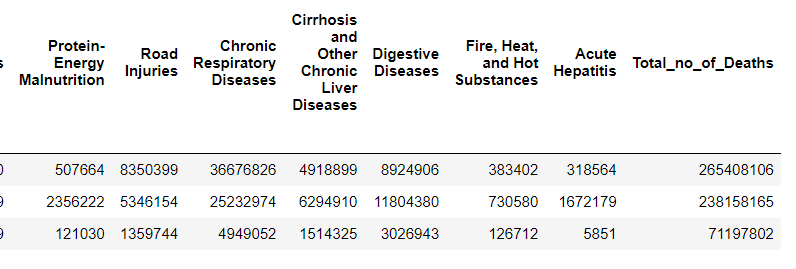 s Protein-Energy Malnutrition Road Injuries Chronic Respiratory Diseases Cirrhosis and Other Chronic Liver Diseases Digestive Diseases Fire, Heat, and Hot Substances Acute Hepatitis Total_no_of_Deaths
0 507664 8350399 36676826 4918899 8924906 383402 318564 265408106
9 2356222 5346154 25232974 6294910 11804380 730580 1672179 238158165
9 121030 1359744 4949052 1514325 3026943 126712 5851 71197802